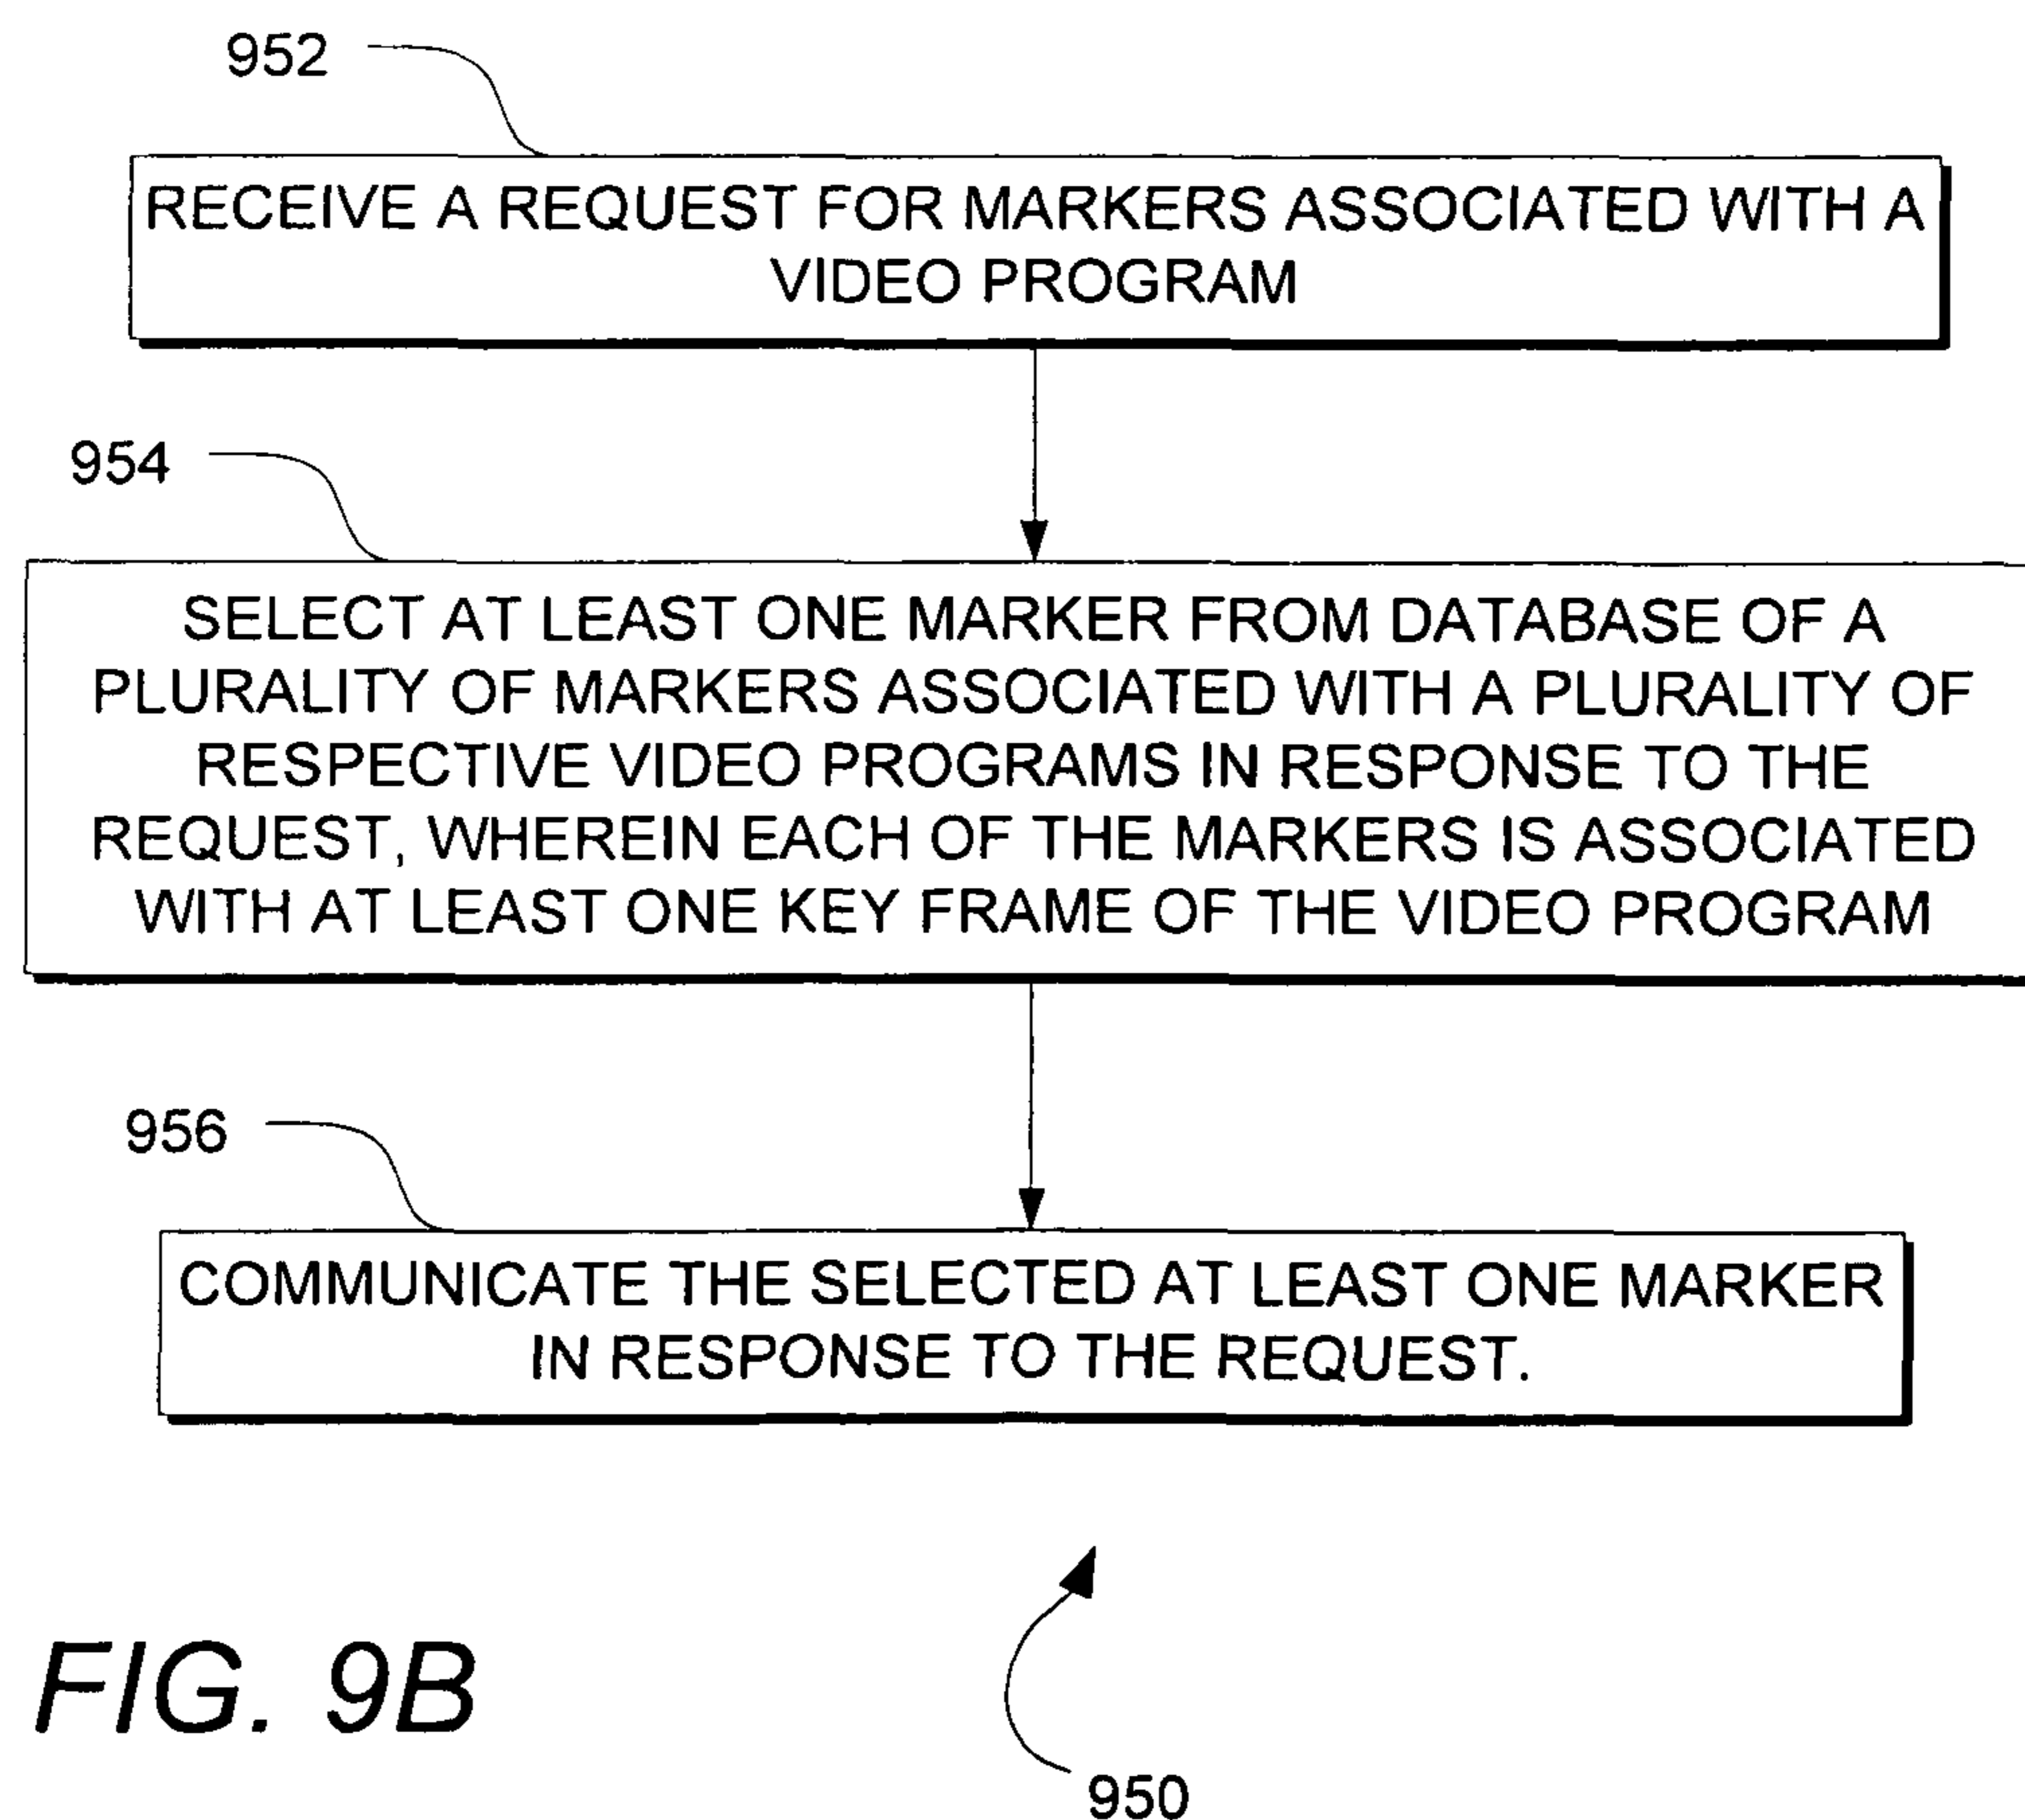 952
RECEIVE A REQUEST FOR MARKERS ASSOCIATED WITH A
VIDEO PROGRAM
954
SELECT AT LEAST ONE MARKER FROM DATABASE OF A
PLURALITY OF MARKERS ASSOCIATED WITH A PLURALITY OF
RESPECTIVE VIDEO PROGRAMS IN RESPONSE TO THE
REQUEST, WHEREIN EACH OF THE MARKERS IS ASSOCIATED
WITH AT LEAST ONE KEY FRAME OF THE VIDEO PROGRAM
956
COMMUNICATE THE SELECTED AT LEAST ONE MARKER
IN RESPONSE TO THE REQUEST.
FIG. 9B
950